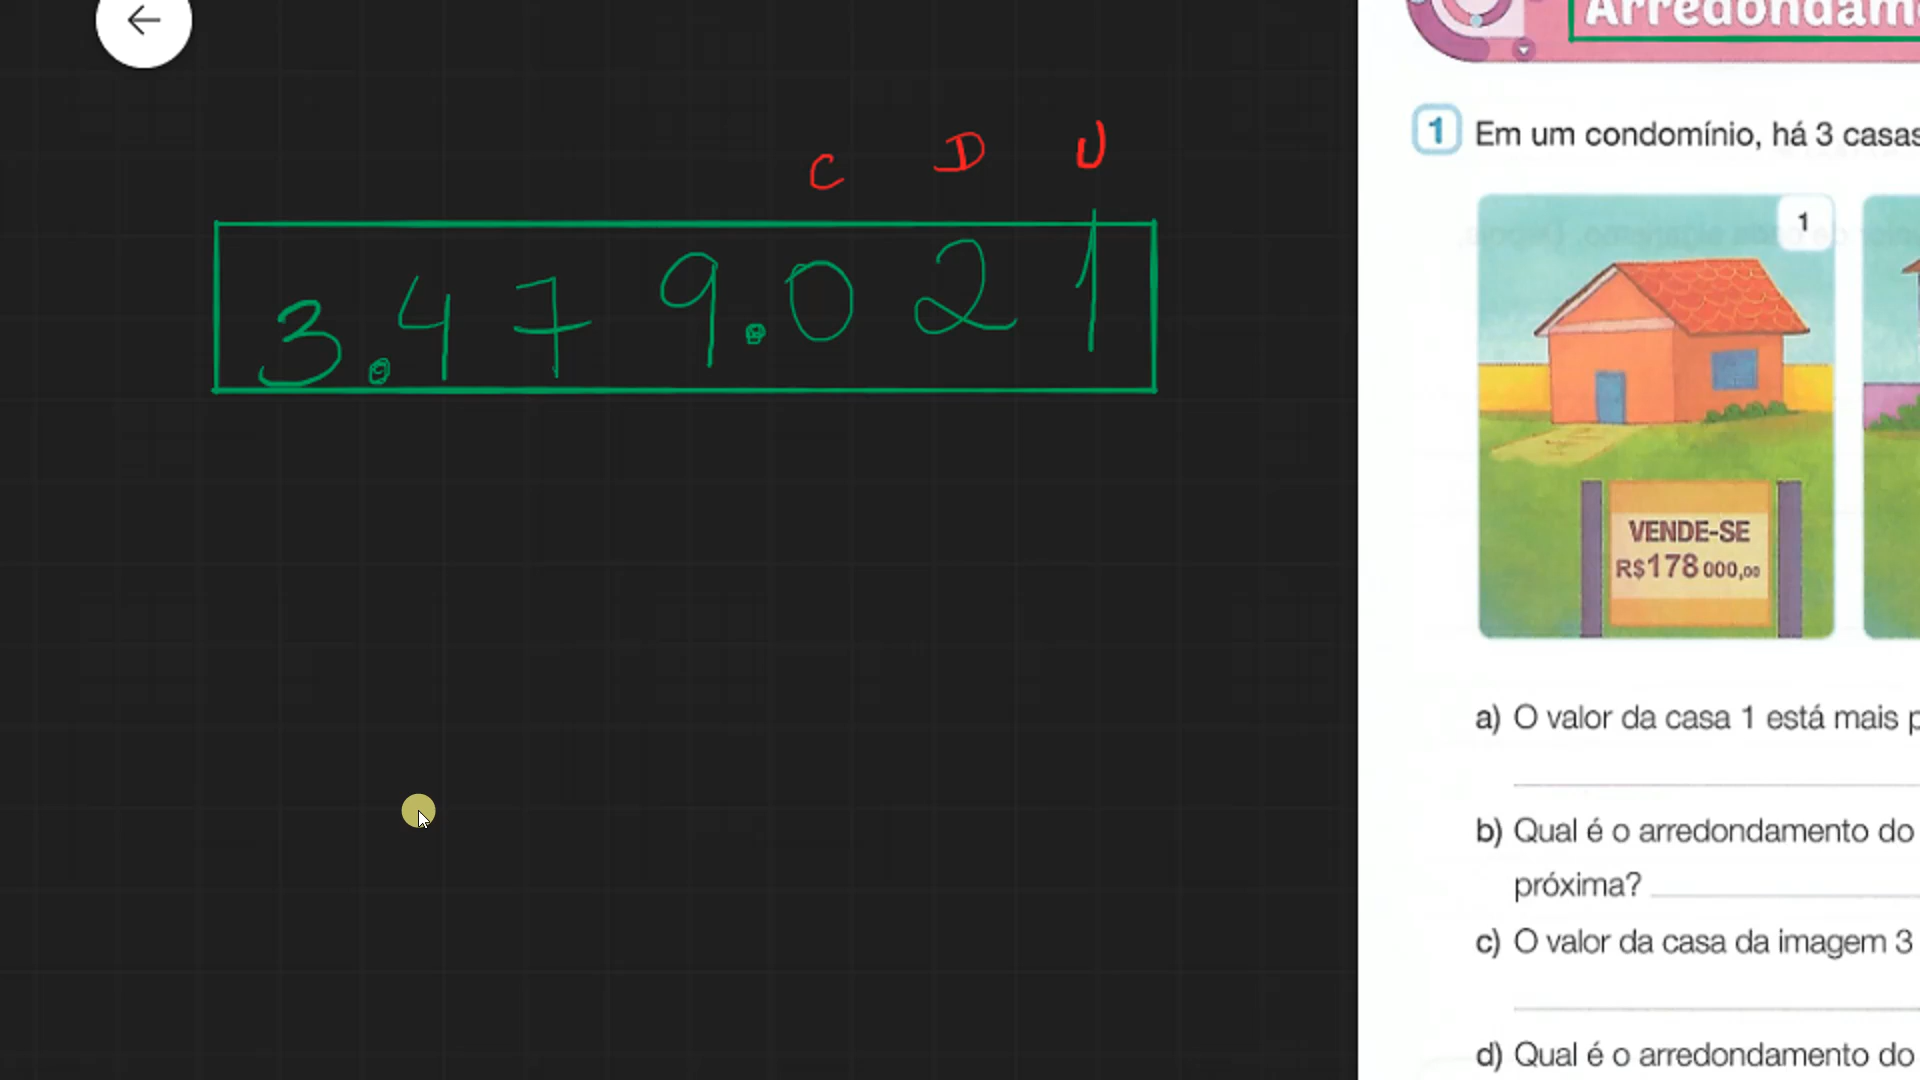 C D U
3.479.021
Arredondam
1 Em um condomínio, há 3 casas
1
VENDE-SE
R$178 000,00
a) O valor da casa 1 está mais p
b) Qual é o arredondamento do
próxima?
c) O valor da casa da imagem 3
d) Qual é o arredondamento do